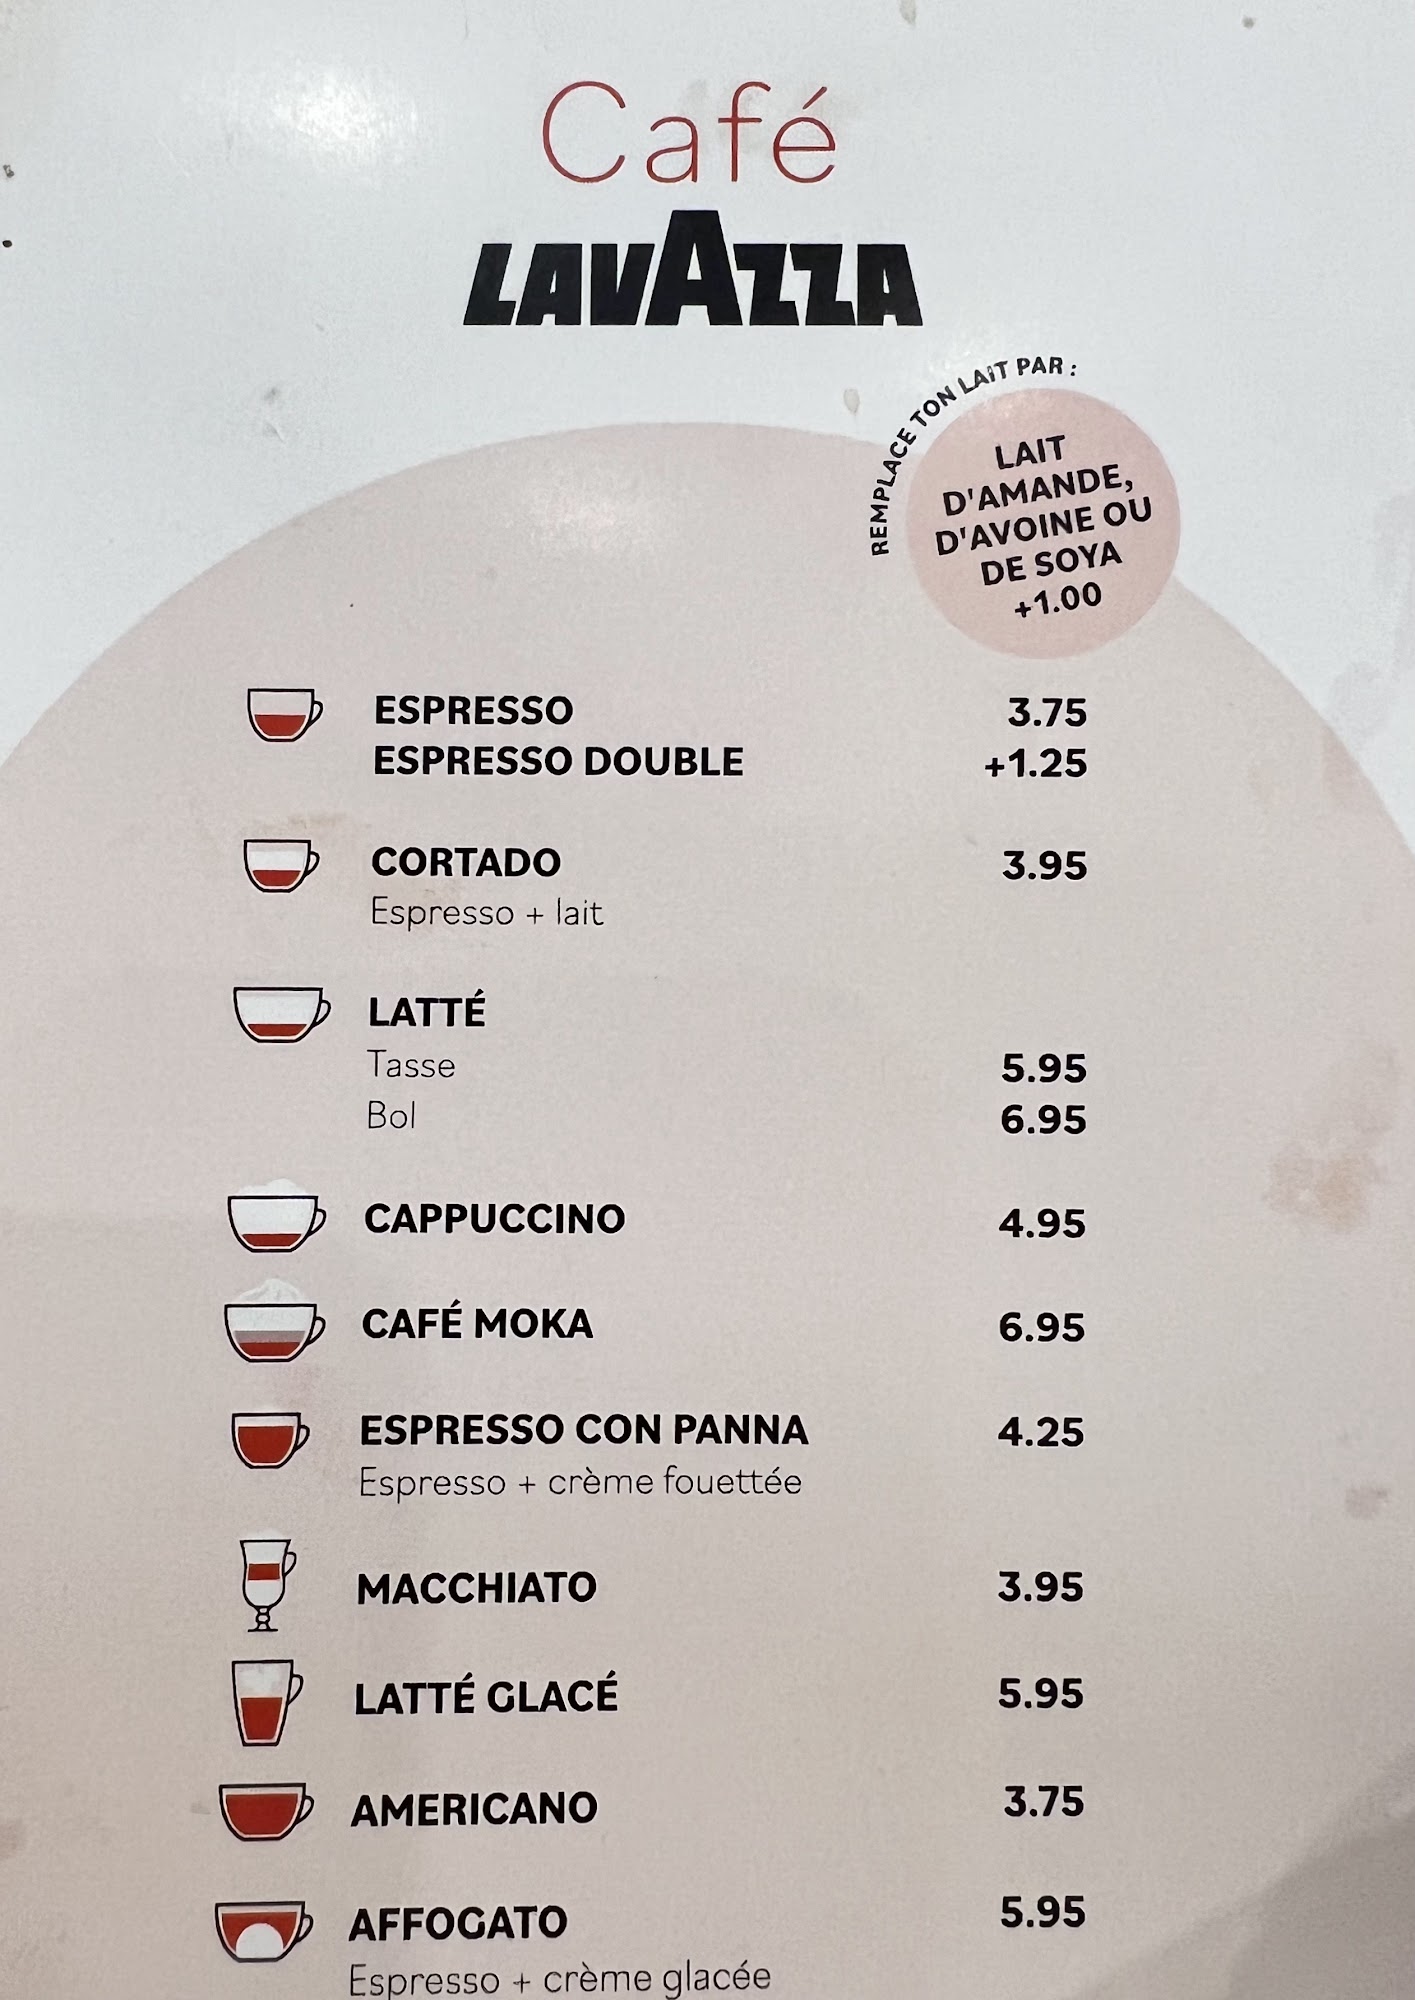 Café
LAVAZZA
REMPLACE TON LAIT PAR :
LAIT
D'AMANDE,
D'AVOINE OU
DE SOYA
+1.00
ESPRESSO 3.75
ESPRESSO DOUBLE +1.25
CORTADO 3.95
Espresso + lait
LATTÉ
Tasse 5.95
Bol 6.95
CAPPUCCINO 4.95
CAFÉ MOKA 6.95
ESPRESSO CON PANNA 4.25
Espresso + crème fouettée
MACCHIATO 3.95
LATTÉ GLACÉ 5.95
AMERICANO 3.75
AFFOGATO 5.95
Espresso + crème glacée